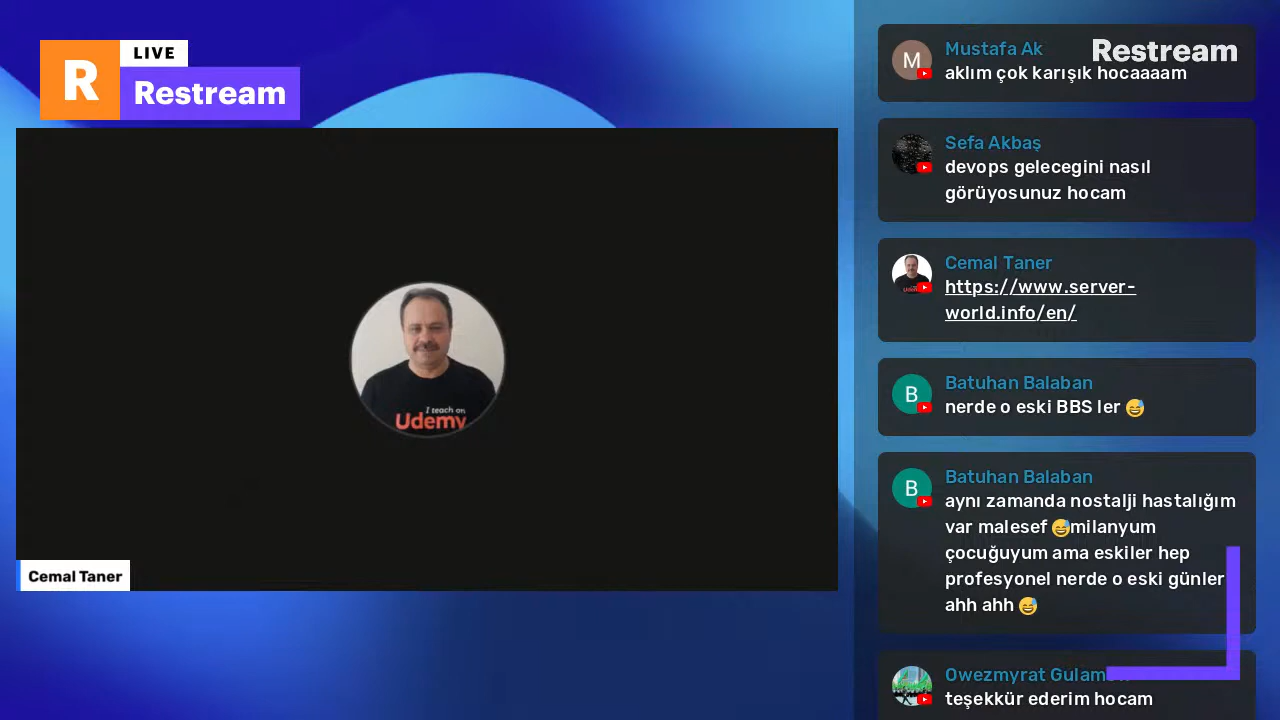 R
LIVE
Restream
I teach on
Udemy
Cemal Taner
Restream
M
Mustafa Ak
aklım çok karışık hocaaaam
Sefa Akbaş
devops gelecegini nasıl
görüyosunuz hocam
Cemal Taner
https://www.server-
world.info/en/
B
Batuhan Balaban
nerde o eski BBS ler 😅
B
Batuhan Balaban
aynı zamanda nostalji hastalığım
var malesef 😅milanyum
çocuğuyum ama eskiler hep
profesyonel nerde o eski günler
ahh ahh 😅
Owezmyrat
teşekkür ederim hocam